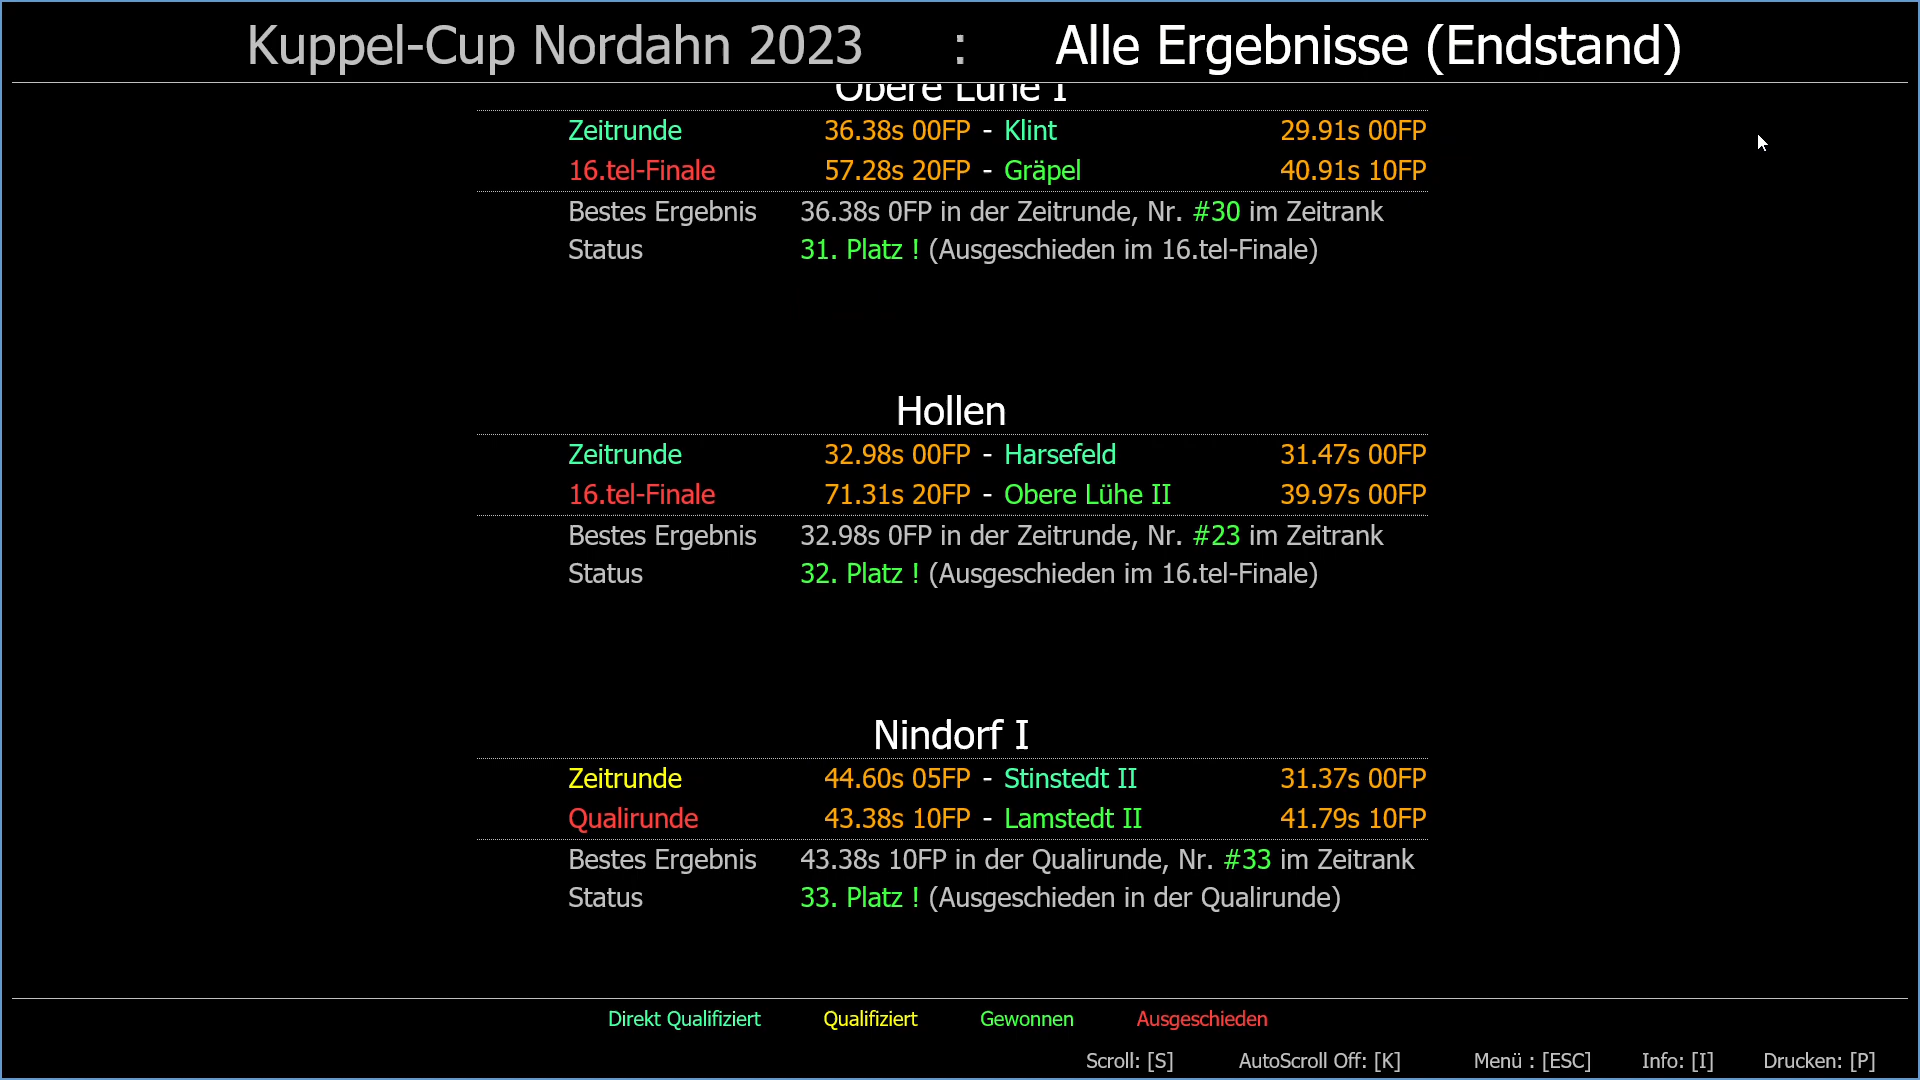 Kuppel-Cup Nordahn 2023 : Alle Ergebnisse (Endstand)
Obere Lühe I
Zeitrunde 36.38s 00FP - Klint 29.91s 00FP
16.tel-Finale 57.28s 20FP - Gräpel 40.91s 10FP
Bestes Ergebnis 36.38s 0FP in der Zeitrunde, Nr. #30 im Zeitrank
Status 31. Platz ! (Ausgeschieden im 16.tel-Finale)
Hollen
Zeitrunde 32.98s 00FP - Harsefeld 31.47s 00FP
16.tel-Finale 71.31s 20FP - Obere Lühe II 39.97s 00FP
Bestes Ergebnis 32.98s 0FP in der Zeitrunde, Nr. #23 im Zeitrank
Status 32. Platz ! (Ausgeschieden im 16.tel-Finale)
Nindorf I
Zeitrunde 44.60s 05FP - Stinstedt II 31.37s 00FP
Qualirunde 43.38s 10FP - Lamstedt II 41.79s 10FP
Bestes Ergebnis 43.38s 10FP in der Qualirunde, Nr. #33 im Zeitrank
Status 33. Platz ! (Ausgeschieden in der Qualirunde)
Direkt Qualifiziert Qualifiziert Gewonnen Ausgeschieden
Scroll: [S] AutoScroll Off: [K] Menü : [ESC] Info: [I] Drucken: [P]